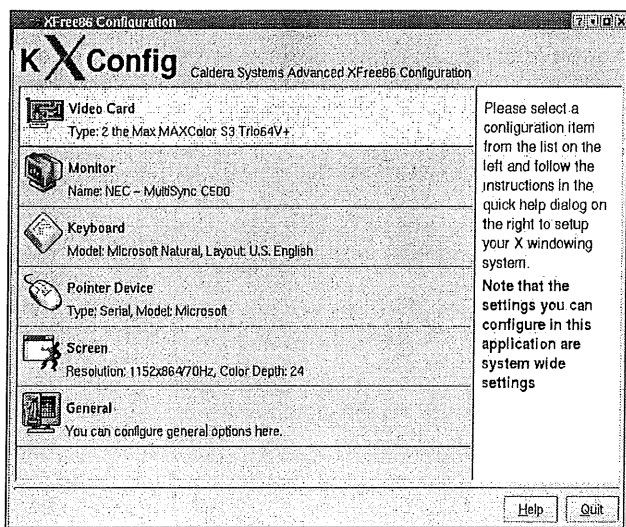 XFree86 Configuration
KXConfig Caldera Systems Advanced XFree86 Configuration
Video Card
Type: 2 the Max MAXColor S3 Trio64V+
Monitor
Name: NEC – MultiSync C500
Keyboard
Model: Microsoft Natural, Layout: U.S. English
Pointer Device
Type: Serial, Model: Microsoft
Screen
Resolution: 1152x864/70Hz, Color Depth: 24
General
You can configure general options here.
Please select a
configuration item
from the list on the
left and follow the
instructions in the
quick help dialog on
the right to setup
your X windowing
system.
Note that the
settings you can
configure in this
application are
system wide
settings
Help
Quit